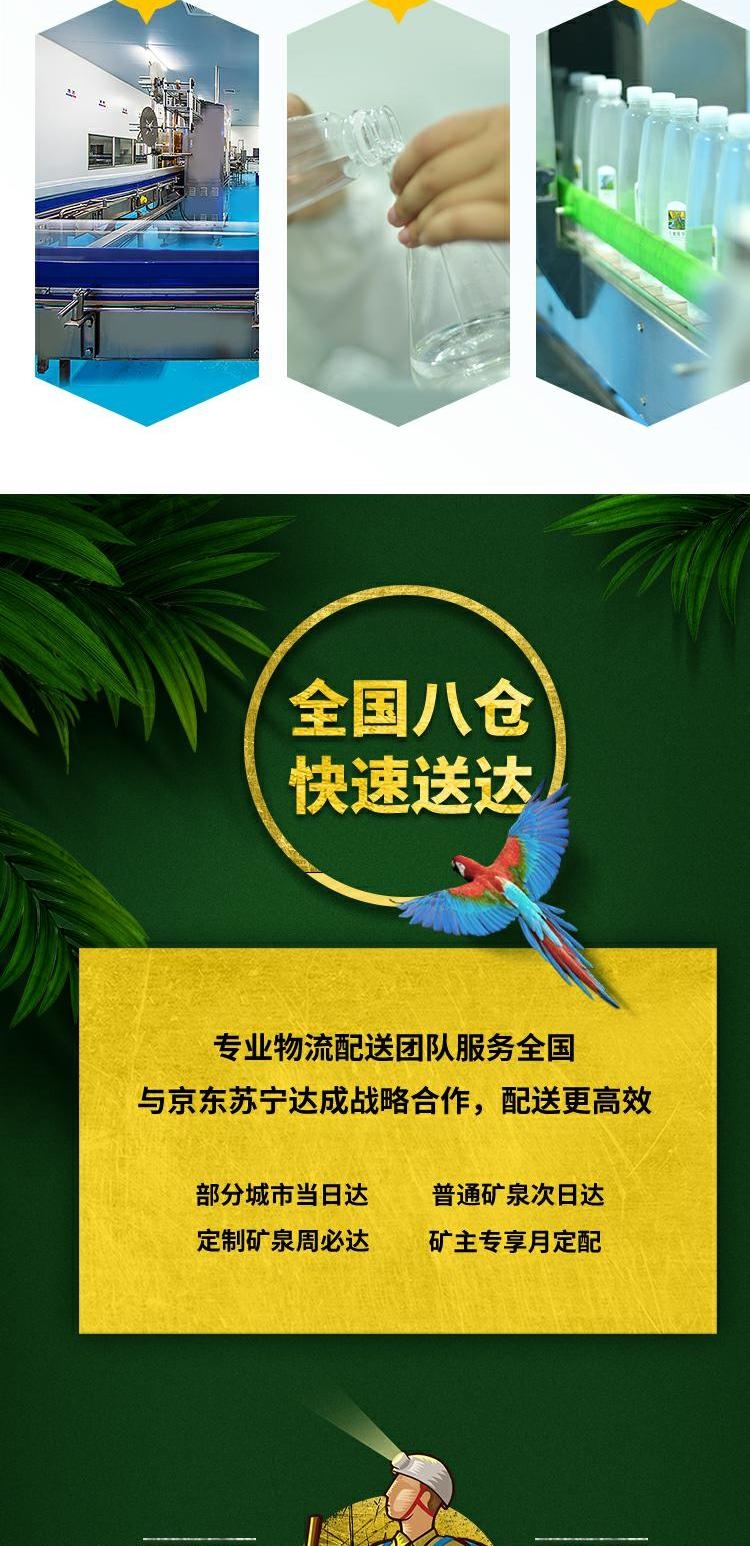 全国八仓
快速送达
专业物流配送团队服务全国
与京东苏宁达成战略合作，配送更高效
部分城市当日达 普通矿泉次日达
定制矿泉周必达 矿主专享月定配